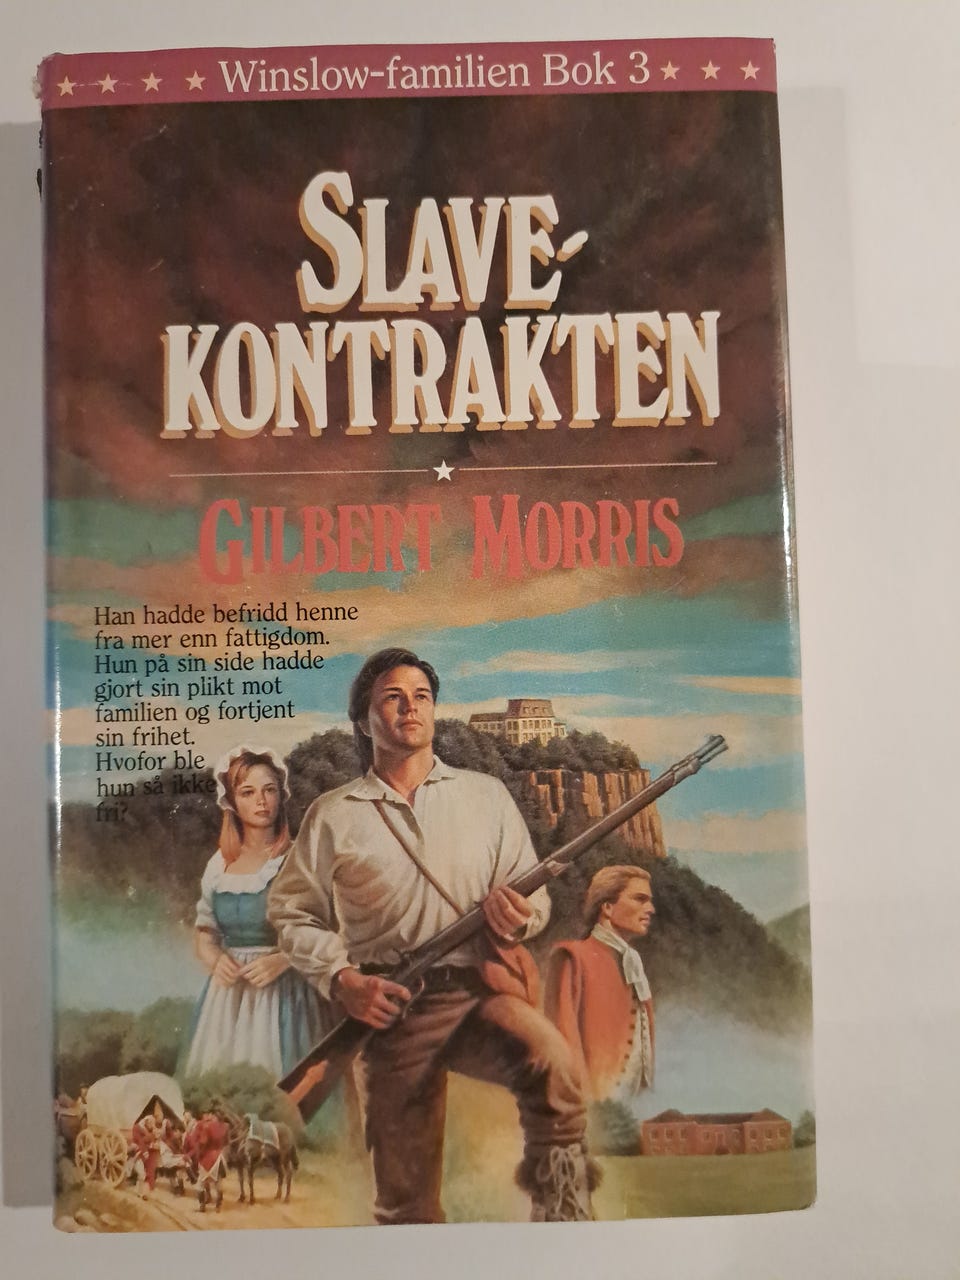 Winslow-familien Bok 3
SLAVE-
KONTRAKTEN
GILBERT MORRIS
Han hadde befridd henne
fra mer enn fattigdom.
Hun på sin side hadde
gjort sin plikt mot
familien og fortjent
sin frihet.
Hvofor ble
hun så ikke
fri?